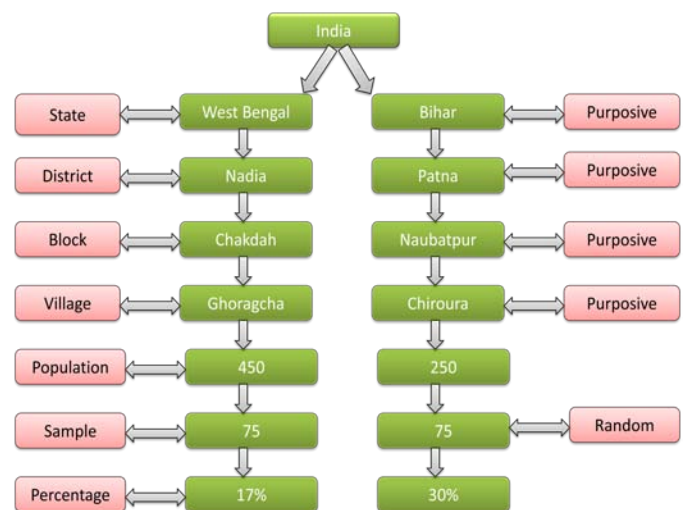 India
State
West Bengal
Bihar
Purposive
District
Nadia
Patna
Purposive
Block
Chakdah
Naubatpur
Purposive
Village
Ghoragcha
Chiroura
Purposive
Population
450
250
Sample
75
75
Random
Percentage
17%
30%